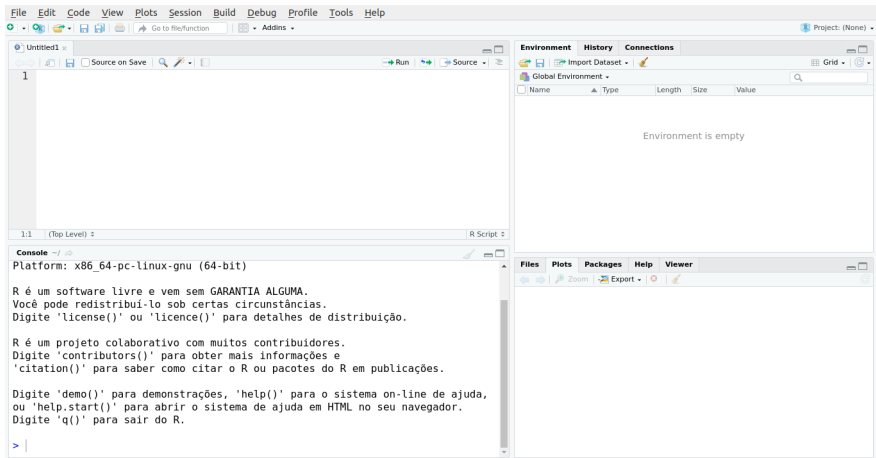 File Edit Code View Plots Session Build Debug Profile Tools Help
Go to file/function Addins Project: (None)
Untitled1
Source on Save Run Source
1
1:1 (Top Level) R Script
Console ~/
Platform: x86_64-pc-linux-gnu (64-bit)
R é um software livre e vem sem GARANTIA ALGUMA.
Você pode redistribuí-lo sob certas circunstâncias.
Digite 'license()' ou 'licence()' para detalhes de distribuição.
R é um projeto colaborativo com muitos contribuidores.
Digite 'contributors()' para obter mais informações e
'citation()' para saber como citar o R ou pacotes do R em publicações.
Digite 'demo()' para demonstrações, 'help()' para o sistema on-line de ajuda,
ou 'help.start()' para abrir o sistema de ajuda em HTML no seu navegador.
Digite 'q()' para sair do R.
>
Environment History Connections
Import Dataset Grid
Global Environment
Name Type Length Size Value
Environment is empty
Files Plots Packages Help Viewer
Zoom Export